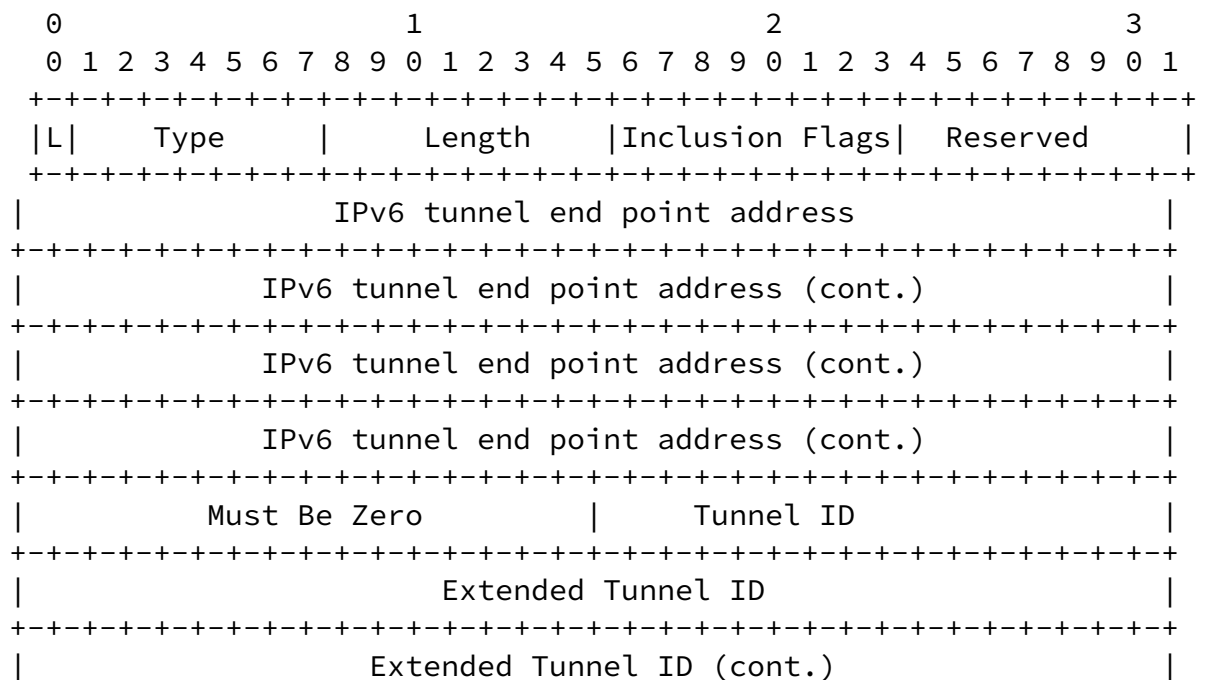 0                   1                   2                   3
 0 1 2 3 4 5 6 7 8 9 0 1 2 3 4 5 6 7 8 9 0 1 2 3 4 5 6 7 8 9 0 1
 +-+-+-+-+-+-+-+-+-+-+-+-+-+-+-+-+-+-+-+-+-+-+-+-+-+-+-+-+-+-+-+-+
 |L|    Type     |     Length    |Inclusion Flags|  Reserved     |
 +-+-+-+-+-+-+-+-+-+-+-+-+-+-+-+-+-+-+-+-+-+-+-+-+-+-+-+-+-+-+-+-+
|                 IPv6 tunnel end point address                 |
+-+-+-+-+-+-+-+-+-+-+-+-+-+-+-+-+-+-+-+-+-+-+-+-+-+-+-+-+-+-+-+-+
|             IPv6 tunnel end point address (cont.)             |
+-+-+-+-+-+-+-+-+-+-+-+-+-+-+-+-+-+-+-+-+-+-+-+-+-+-+-+-+-+-+-+-+
|             IPv6 tunnel end point address (cont.)             |
+-+-+-+-+-+-+-+-+-+-+-+-+-+-+-+-+-+-+-+-+-+-+-+-+-+-+-+-+-+-+-+-+
|             IPv6 tunnel end point address (cont.)             |
+-+-+-+-+-+-+-+-+-+-+-+-+-+-+-+-+-+-+-+-+-+-+-+-+-+-+-+-+-+-+-+-+
|          Must Be Zero         |     Tunnel ID                 |
+-+-+-+-+-+-+-+-+-+-+-+-+-+-+-+-+-+-+-+-+-+-+-+-+-+-+-+-+-+-+-+-+
|                       Extended Tunnel ID                      |
+-+-+-+-+-+-+-+-+-+-+-+-+-+-+-+-+-+-+-+-+-+-+-+-+-+-+-+-+-+-+-+-+
|                   Extended Tunnel ID (cont.)                  |